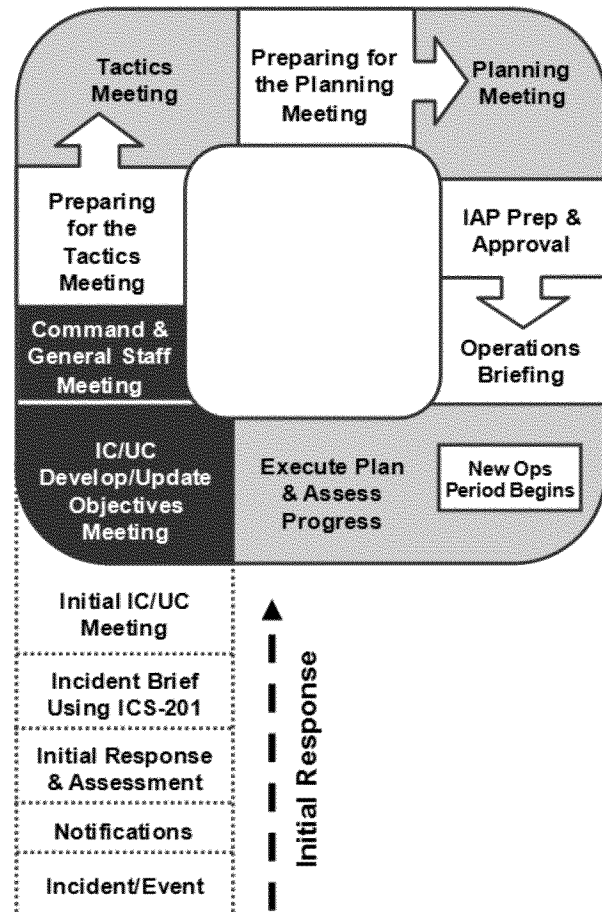 Tactics
Meeting
Preparing for
the Planning
Meeting
Planning
Meeting
Preparing
for the
Tactics
Meeting
IAP Prep &
Approval
Command &
General Staff
Meeting
Operations
Briefing
IC/UC
Develop/Update
Objectives
Meeting
Execute Plan
& Assess
Progress
New Ops
Period Begins
Initial IC/UC
Meeting
Incident Brief
Using ICS-201
Initial Response
& Assessment
Notifications
Incident/Event
Initial Response